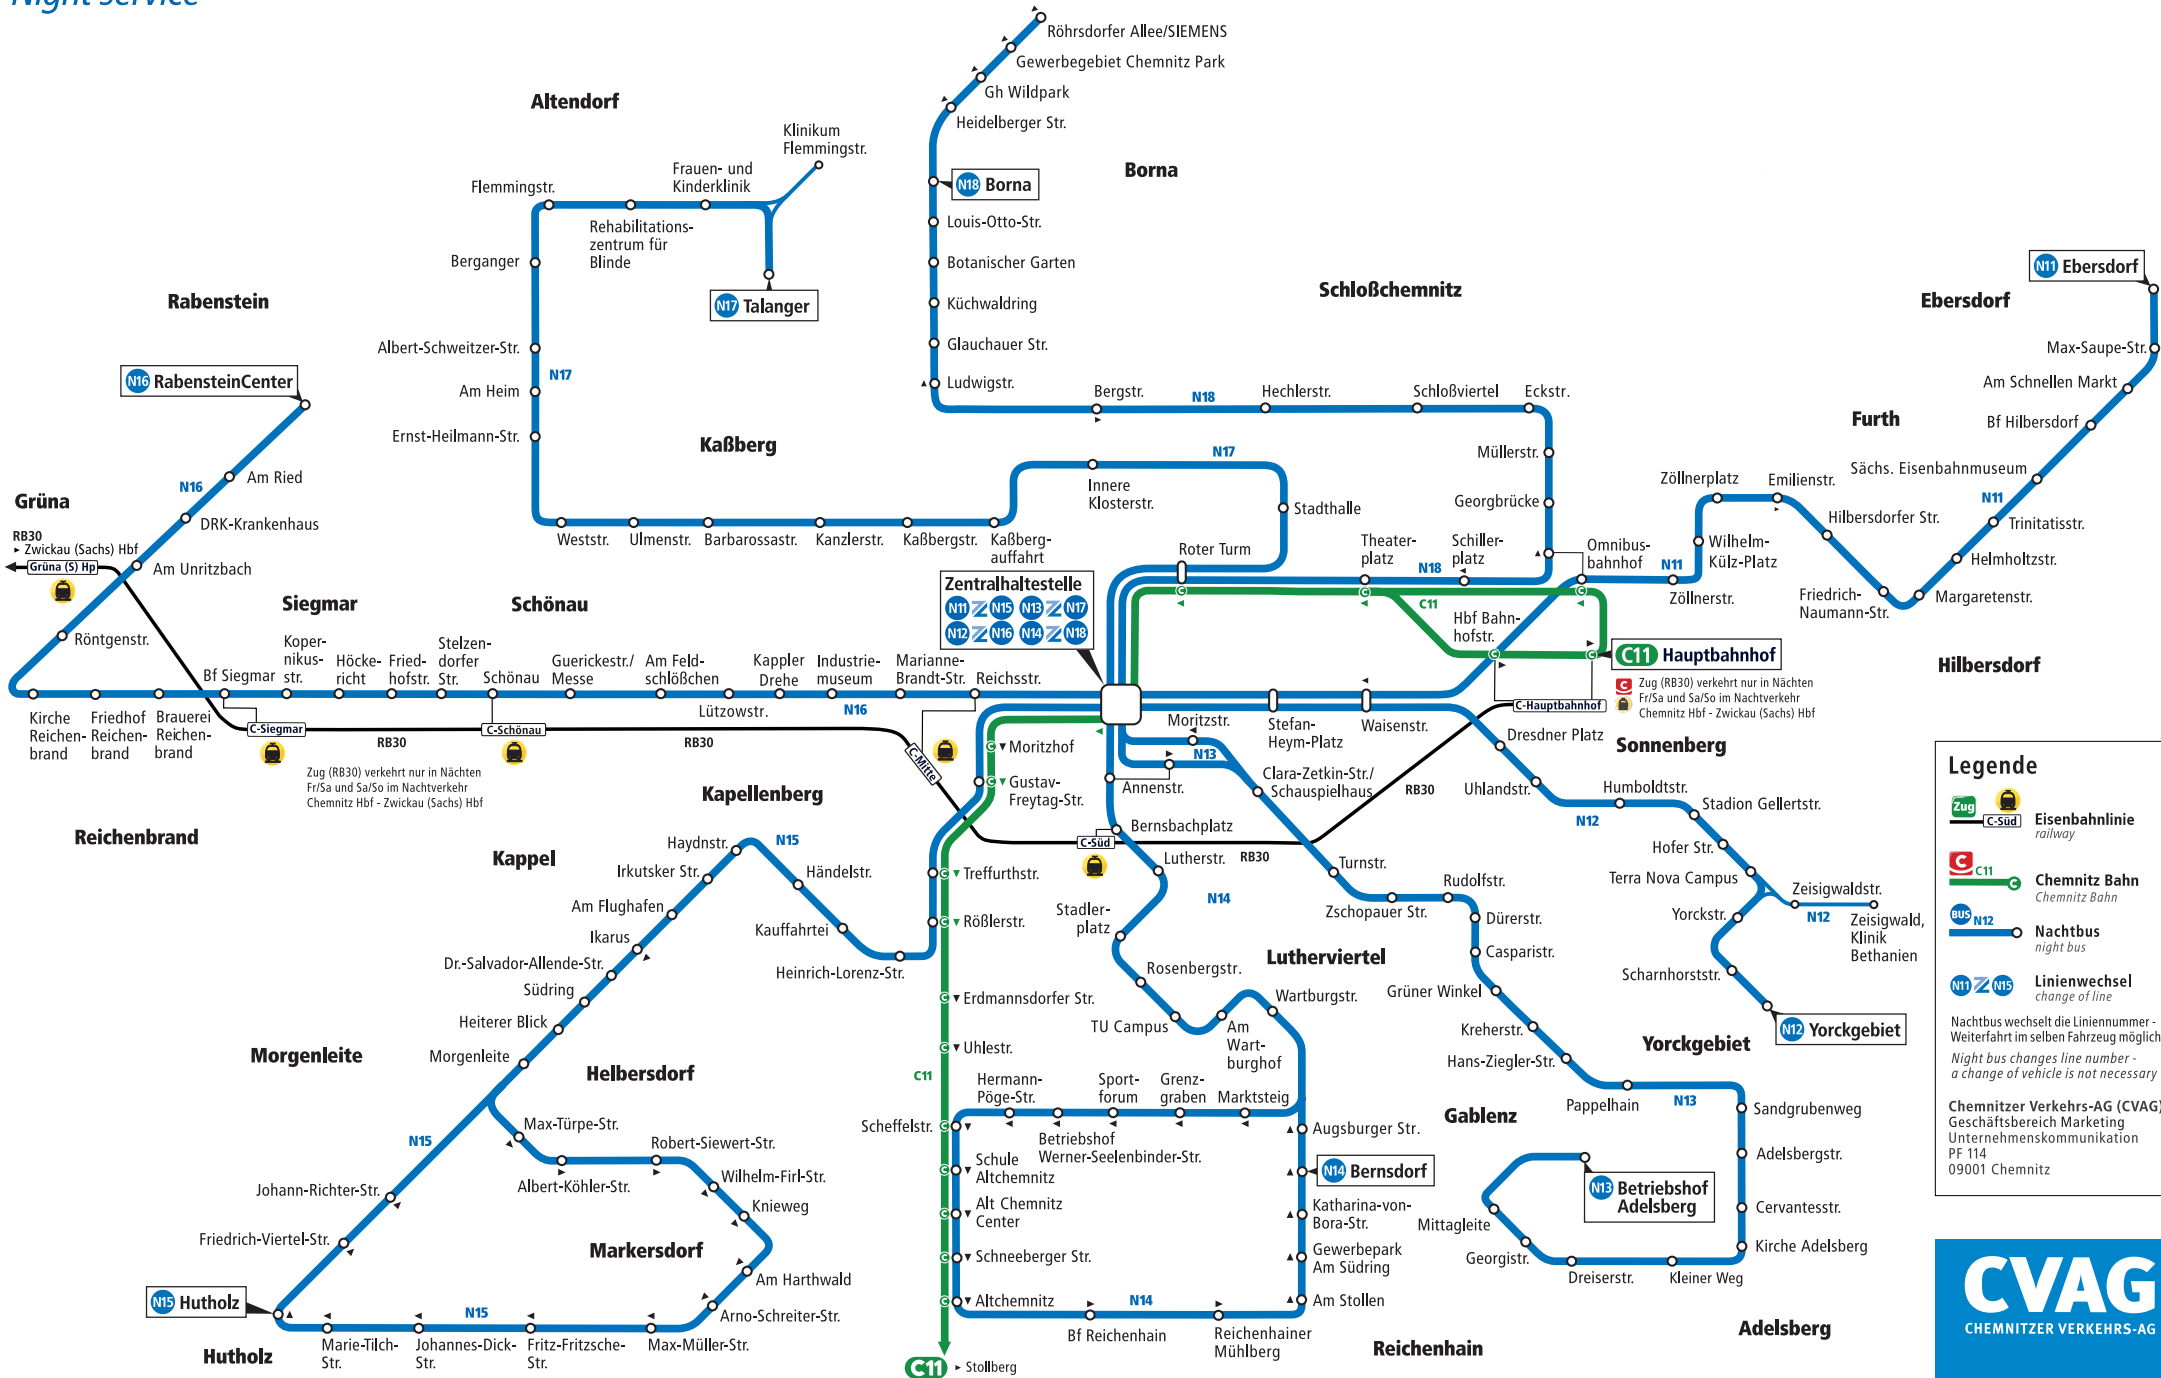 Night service
Röhrsdorfer Allee/SIEMENS
Gewerbegebiet Chemnitz Park
Gh Wildpark
Heidelberger Str.
Altendorf
Borna
N18 Borna
Louis-Otto-Str.
Botanischer Garten
Küchwaldring
Glauchauer Str.
Ludwigstr.
Klinikum
Flemmingstr.
Frauen- und
Kinderklinik
Flemmingstr.
Rehabilitations-
zentrum für
Blinde
Berganger
N17 Talanger
Albert-Schweitzer-Str.
N17
Am Heim
Ernst-Heilmann-Str.
Kaßberg
Weststr.
Ulmenstr.
Barbarossastr.
Kanzlerstr.
Kaßbergstr.
Kaßberg-
auffahrt
Innere
Klosterstr.
N17
Stadthalle
Roter Turm
Schloßchemnitz
Bergstr.
N18
Hechlerstr.
Schloßviertel
Eckstr.
Müllerstr.
Georgbrücke
Theater-
platz
Schiller-
platz
N18
Omnibus-
bahnhof
C11
Hbf Bahn-
hofstr.
C11 Hauptbahnhof
Zug (RB30) verkehrt nur in Nächten
Fr/Sa und Sa/So im Nachtverkehr
Chemnitz Hbf - Zwickau (Sachs) Hbf
C-Hauptbahnhof
N11 Ebersdorf
Ebersdorf
Max-Saupe-Str.
Am Schnellen Markt
Bf Hilbersdorf
Furth
Sächs. Eisenbahnmuseum
N11
Trinitatisstr.
Helmholtzstr.
Margaretenstr.
Friedrich-
Naumann-Str.
Hilbersdorfer Str.
Emilienstr.
Zöllnerplatz
Wilhelm-
Külz-Platz
N11
Zöllnerstr.
Hilbersdorf
Rabenstein
N16 RabensteinCenter
Am Ried
N16
DRK-Krankenhaus
Am Unritzbach
Röntgenstr.
Grüna
RB30
Zwickau (Sachs) Hbf
Grüna (S) Hp
Siegmar
Schönau
Kirche
Reichen-
brand
Friedhof
Reichen-
brand
Brauerei
Reichen-
brand
Bf Siegmar
Koper-
nikus-
str.
Höcke-
richt
Fried-
hofstr.
Stelzen-
dorfer
Str.
Schönau
Guerickestr./
Messe
Am Feld-
schlößchen
Lützowstr.
Kappler
Drehe
Industrie-
museum
N16
Marianne-
Brandt-Str.
Reichsstr.
C-Siegmar
RB30
C-Schönau
RB30
C-Mitte
Zug (RB30) verkehrt nur in Nächten
Fr/Sa und Sa/So im Nachtverkehr
Chemnitz Hbf - Zwickau (Sachs) Hbf
Reichenbrand
Zentralhaltestelle
N11 Z N15 N13 Z N17
N12 Z N16 N14 Z N18
Moritzhof
Gustav-
Freytag-Str.
Treffurthstr.
Rößlerstr.
Erdmannsdorfer Str.
Uhlestr.
C11
Scheffelstr.
Schule
Altchemnitz
Alt Chemnitz
Center
Schneeberger Str.
Altchemnitz
C11
Stollberg
Kapellenberg
Kappel
N15
Haydnstr.
Händelstr.
Kauffahrtei
Heinrich-Lorenz-Str.
Irkutsker Str.
Am Flughafen
Ikarus
Dr.-Salvador-Allende-Str.
Südring
Heiterer Blick
Morgenleite
Morgenleite
Helbersdorf
N15
Max-Türpe-Str.
Albert-Köhler-Str.
Robert-Siewert-Str.
Wilhelm-Firl-Str.
Knieweg
Markersdorf
Am Harthwald
Arno-Schreiter-Str.
Max-Müller-Str.
Fritz-Fritzsche-
Str.
N15
Johannes-Dick-
Str.
Marie-Tilch-
Str.
N15 Hutholz
Hutholz
Friedrich-Viertel-Str.
Johann-Richter-Str.
Moritzstr.
N13
Annenstr.
Clara-Zetkin-Str./
Schauspielhaus
Stefan-
Heym-Platz
Waisenstr.
Bernsbachplatz
C-Süd
RB30
RB30
Lutherstr.
N14
Stadler-
platz
Rosenbergstr.
TU Campus
Am
Wart-
burghof
Wartburgstr.
Lutherviertel
Hermann-
Pöge-Str.
Betriebshof
Werner-Seelenbinder-Str.
Sport-
forum
Grenz-
graben
Marktsteig
Augsburger Str.
N14 Bernsdorf
Katharina-von-
Bora-Str.
Gewerbepark
Am Südring
Am Stollen
N14
Bf Reichenhain
Reichenhainer
Mühlberg
Reichenhain
Turnstr.
Zschopauer Str.
Rudolfstr.
Dürerstr.
Casparistr.
Grüner Winkel
Kreherstr.
Hans-Ziegler-Str.
Pappelhain
N13
Sandgrubenweg
Adelsbergstr.
Cervantesstr.
Kirche Adelsberg
Kleiner Weg
Dreiserstr.
Georgistr.
Mittagleite
N13 Betriebshof
Adelsberg
Gablenz
Adelsberg
Yorckgebiet
Sonnenberg
Dresdner Platz
Uhlandstr.
Humboldtstr.
N12
Stadion Gellertstr.
Hofer Str.
Terra Nova Campus
Zeisigwaldstr.
N12
Zeisigwald,
Klinik
Bethanien
Yorckstr.
Scharnhorststr.
N12 Yorckgebiet
Legende
Zug
C-Süd
Eisenbahnlinie
railway
C C11
Chemnitz Bahn
Chemnitz Bahn
BUS N12
Nachtbus
night bus
N11 Z N15
Linienwechsel
change of line
Nachtbus wechselt die Liniennummer -
Weiterfahrt im selben Fahrzeug möglich
Night bus changes line number -
a change of vehicle is not necessary
Chemnitzer Verkehrs-AG (CVAG)
Geschäftsbereich Marketing
Unternehmenskommunikation
PF 114
09001 Chemnitz
CVAG
CHEMNITZER VERKEHRS-AG